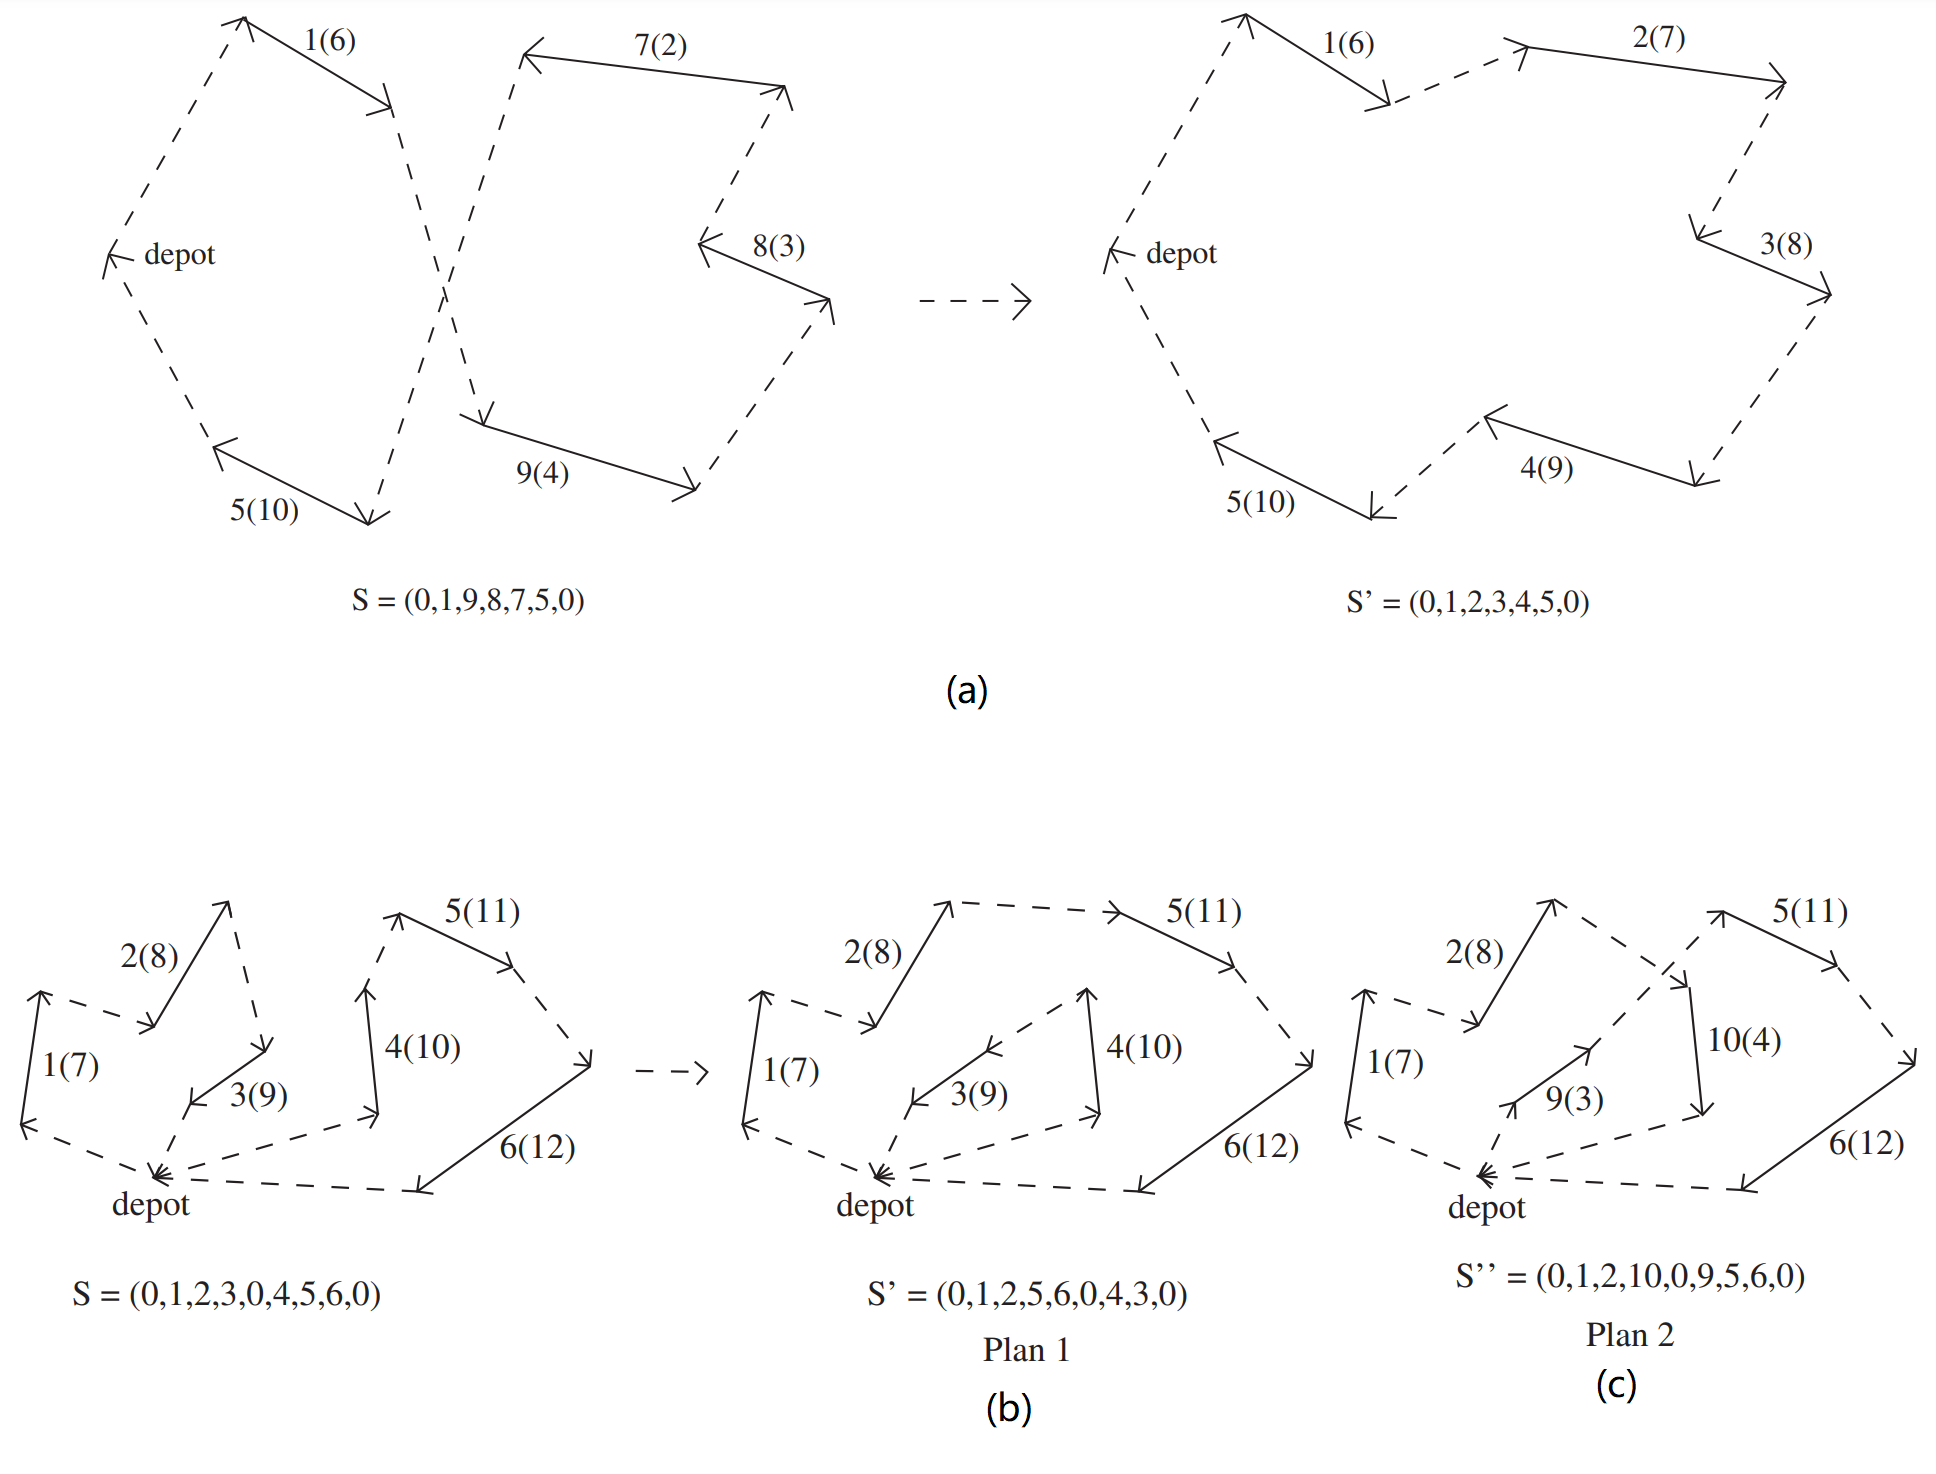 1(6)
7(2)
8(3)
depot
9(4)
5(10)
S = (0,1,9,8,7,5,0)
1(6)
2(7)
3(8)
depot
4(9)
5(10)
S’ = (0,1,2,3,4,5,0)
(a)
5(11)
2(8)
4(10)
1(7)
3(9)
6(12)
depot
S = (0,1,2,3,0,4,5,6,0)
5(11)
2(8)
4(10)
1(7)
3(9)
6(12)
depot
S’ = (0,1,2,5,6,0,4,3,0)
Plan 1
(b)
5(11)
2(8)
10(4)
1(7)
9(3)
6(12)
depot
S’’ = (0,1,2,10,0,9,5,6,0)
Plan 2
(c)